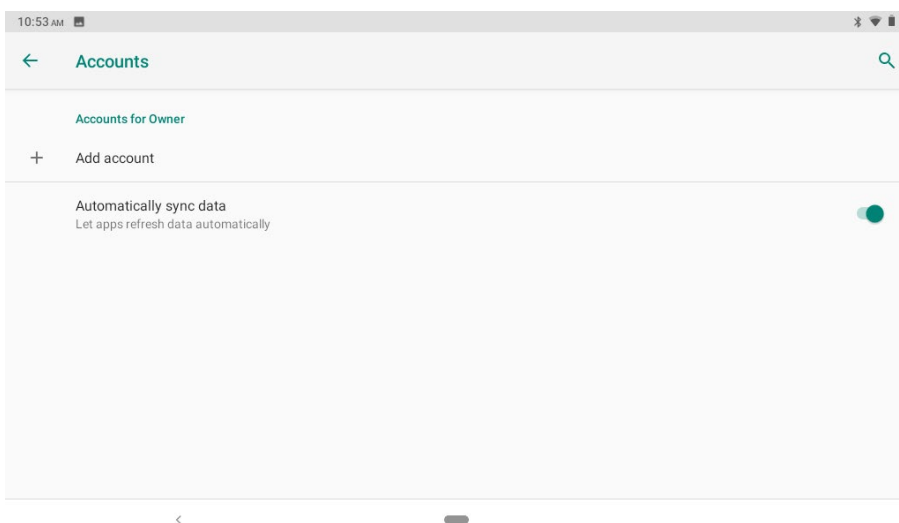 10:53 AM
Accounts
Accounts for Owner
Add account
Automatically sync data
Let apps refresh data automatically